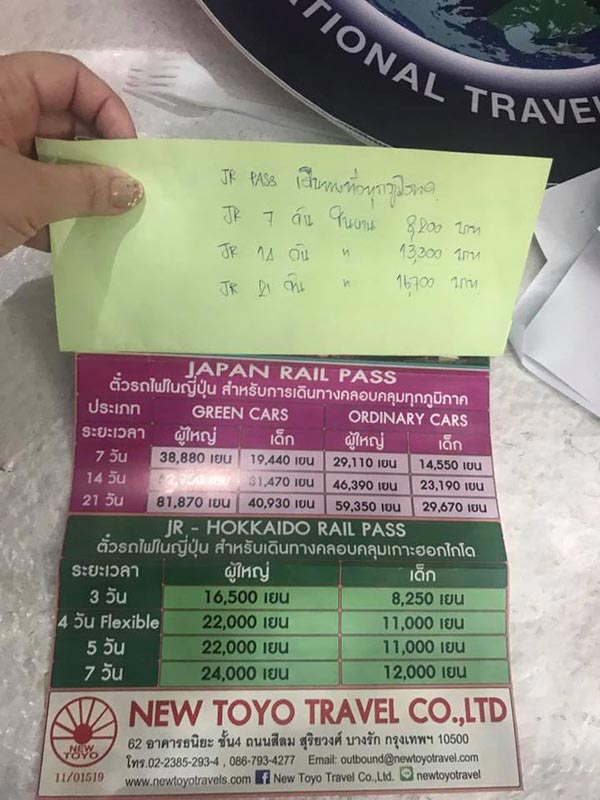 NATIONAL TRAVEL
JR PASS เดินทางทั่วทุกภูมิภาค
JR 7 วัน ในงาน 8,200 บาท
JR 14 วัน " 13,300 บาท
JR 21 วัน " 16,700 บาท
JAPAN RAIL PASS
ตั๋วรถไฟในญี่ปุ่น สำหรับการเดินทางครอบคลุมทุกภูมิภาค
ประเภท GREEN CARS ORDINARY CARS
ระยะเวลา ผู้ใหญ่ เด็ก ผู้ใหญ่ เด็ก
7 วัน 38,880 เยน 19,440 เยน 29,110 เยน 14,550 เยน
14 วัน เยน 31,470 เยน 46,390 เยน 23,190 เยน
21 วัน 81,870 เยน 40,930 เยน 59,350 เยน 29,670 เยน
JR - HOKKAIDO RAIL PASS
ตั๋วรถไฟในญี่ปุ่น สำหรับเดินทางครอบคลุมเกาะฮอกไกโด
ระยะเวลา ผู้ใหญ่ เด็ก
3 วัน 16,500 เยน 8,250 เยน
4 วัน Flexible 22,000 เยน 11,000 เยน
5 วัน 22,000 เยน 11,000 เยน
7 วัน 24,000 เยน 12,000 เยน
NEW TOYO TRAVEL CO.,LTD
62 อาคารธนิยะ ชั้น4 ถนนสีลม สุริยวงศ์ บางรัก กรุงเทพฯ 10500
โทร.02-2385-293-4 , 086-793-4277 Email: outbound@newtoyotravel.com
www.newtoyotravels.com New Toyo Travel Co.,Ltd. newtoyotravel
NEW TOYO
11/01519